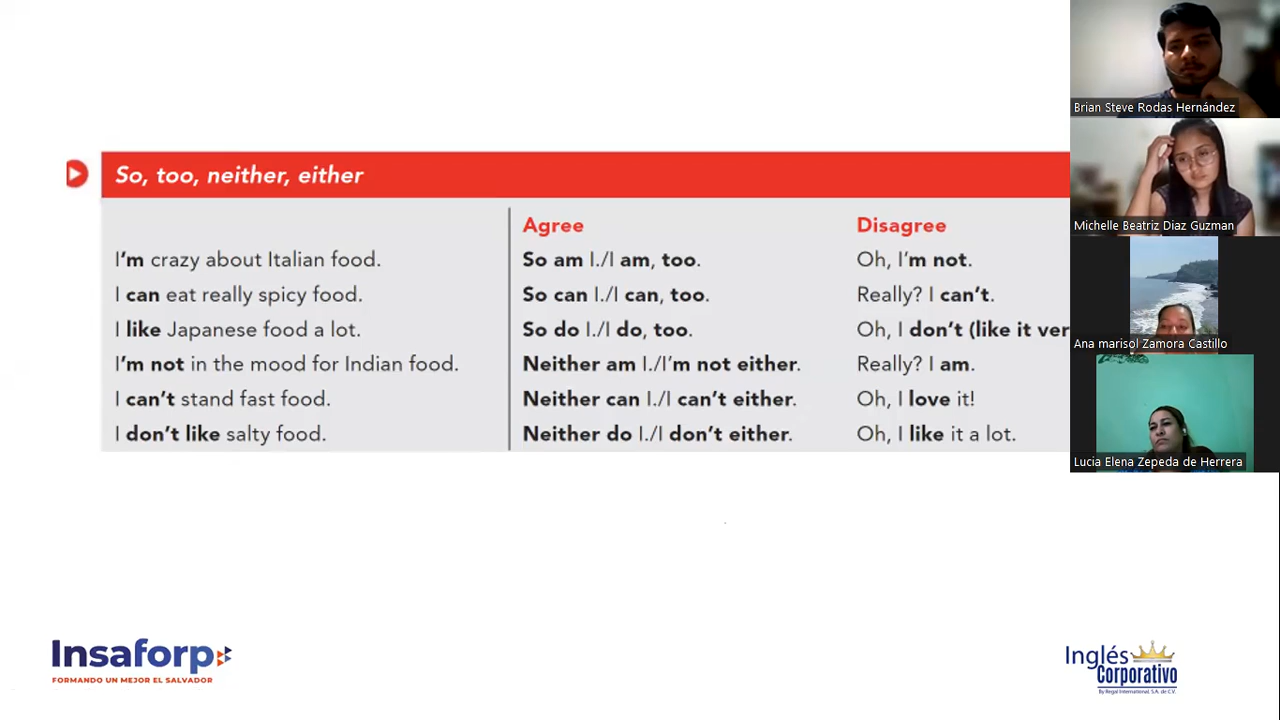 So, too, neither, either
Agree Disagree
I'm crazy about Italian food. So am I./I am, too. Oh, I'm not.
I can eat really spicy food. So can I./I can, too. Really? I can't.
I like Japanese food a lot. So do I./I do, too. Oh, I don't (like it ver
I'm not in the mood for Indian food. Neither am I./I'm not either. Really? I am.
I can't stand fast food. Neither can I./I can't either. Oh, I love it!
I don't like salty food. Neither do I./I don't either. Oh, I like it a lot.
Brian Steve Rodas Hernández
Michelle Beatriz Diaz Guzman
Ana marisol Zamora Castillo
Lucia Elena Zepeda de Herrera
Insaforp
FORMANDO UN MEJOR EL SALVADOR
Inglés
Corporativo
By Regal International, S.A. de C.V.